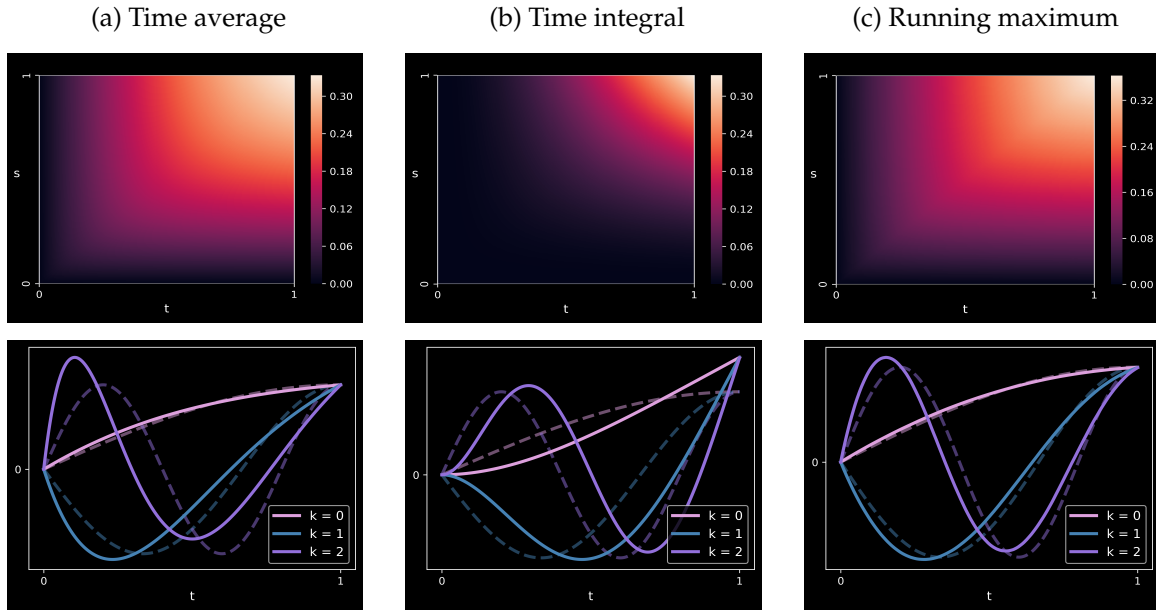 (a) Time average
(b) Time integral
(c) Running maximum
1
s
0
0
1
t
0.30
0.24
0.18
0.12
0.06
0.00
1
s
0
0
1
t
0.30
0.24
0.18
0.12
0.06
0.00
1
s
0
0
1
t
0.32
0.24
0.16
0.08
0.00
0
k = 0
k = 1
k = 2
0
1
t
0
k = 0
k = 1
k = 2
0
1
t
0
k = 0
k = 1
k = 2
0
1
t